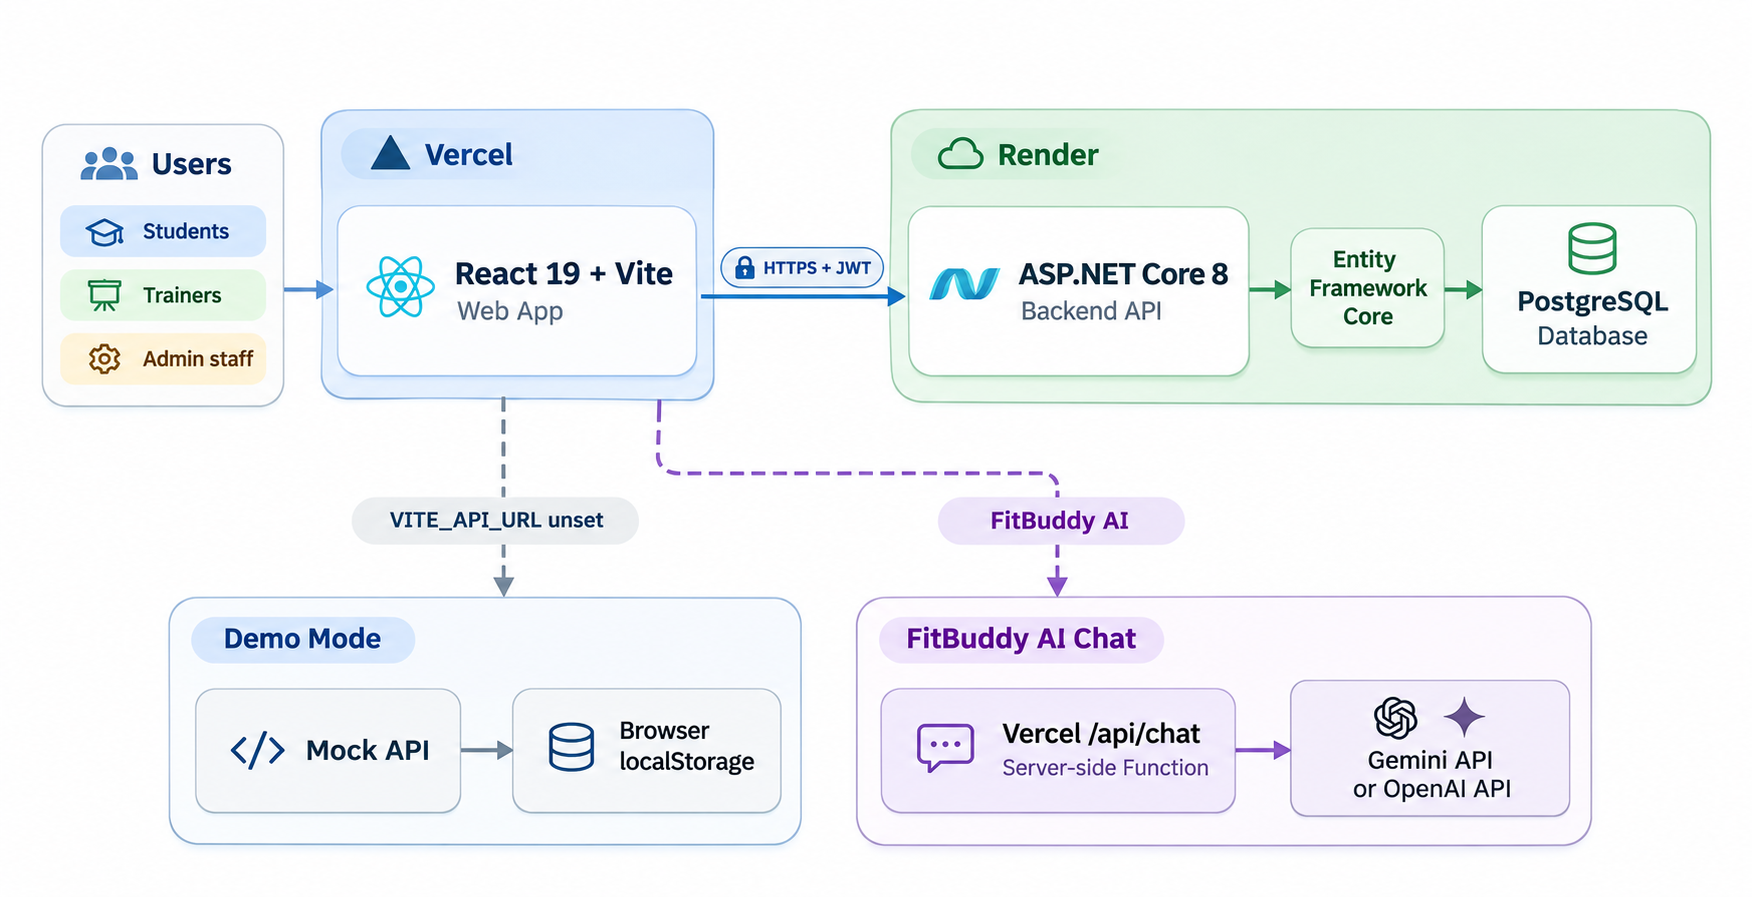 Users
Students
Trainers
Admin staff
Vercel
React 19 + Vite
Web App
HTTPS + JWT
Render
ASP.NET Core 8
Backend API
Entity
Framework
Core
PostgreSQL
Database
VITE_API_URL unset
FitBuddy AI
Demo Mode
Mock API
Browser
localStorage
FitBuddy AI Chat
Vercel /api/chat
Server-side Function
Gemini API
or OpenAI API